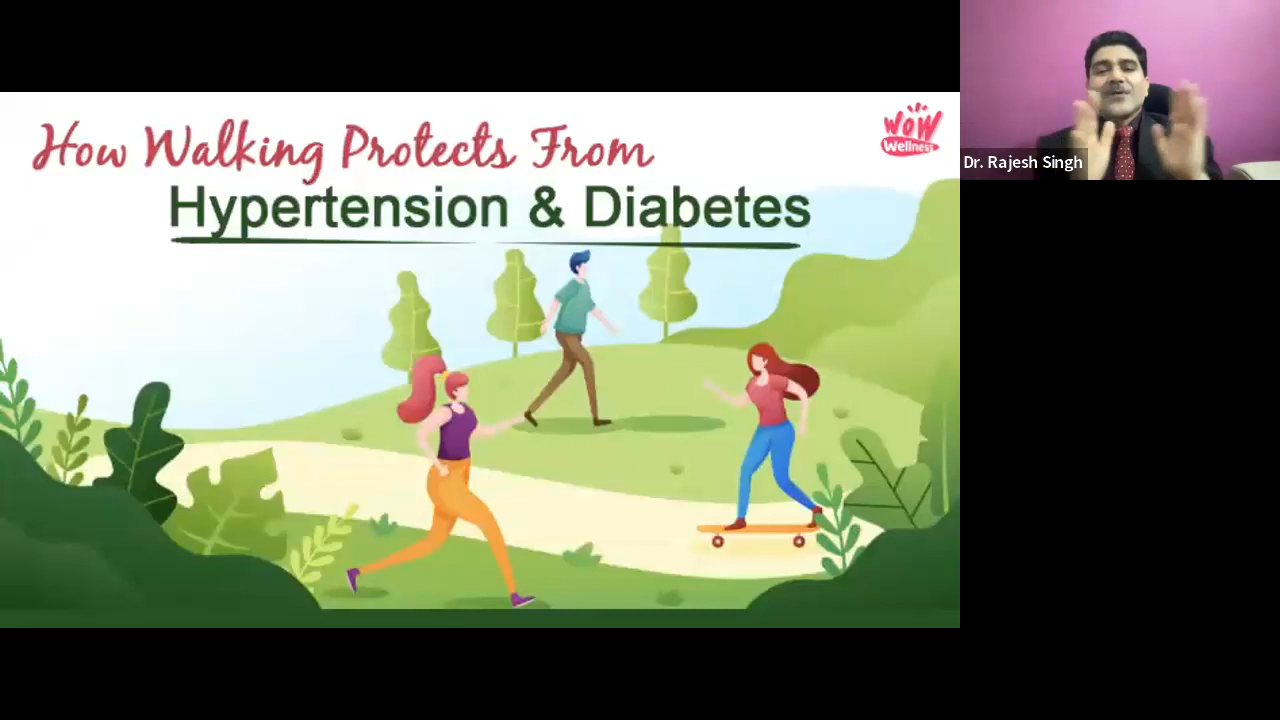 How Walking Protects From
Hypertension & Diabetes
WOW
Wellness
Dr. Rajesh Singh